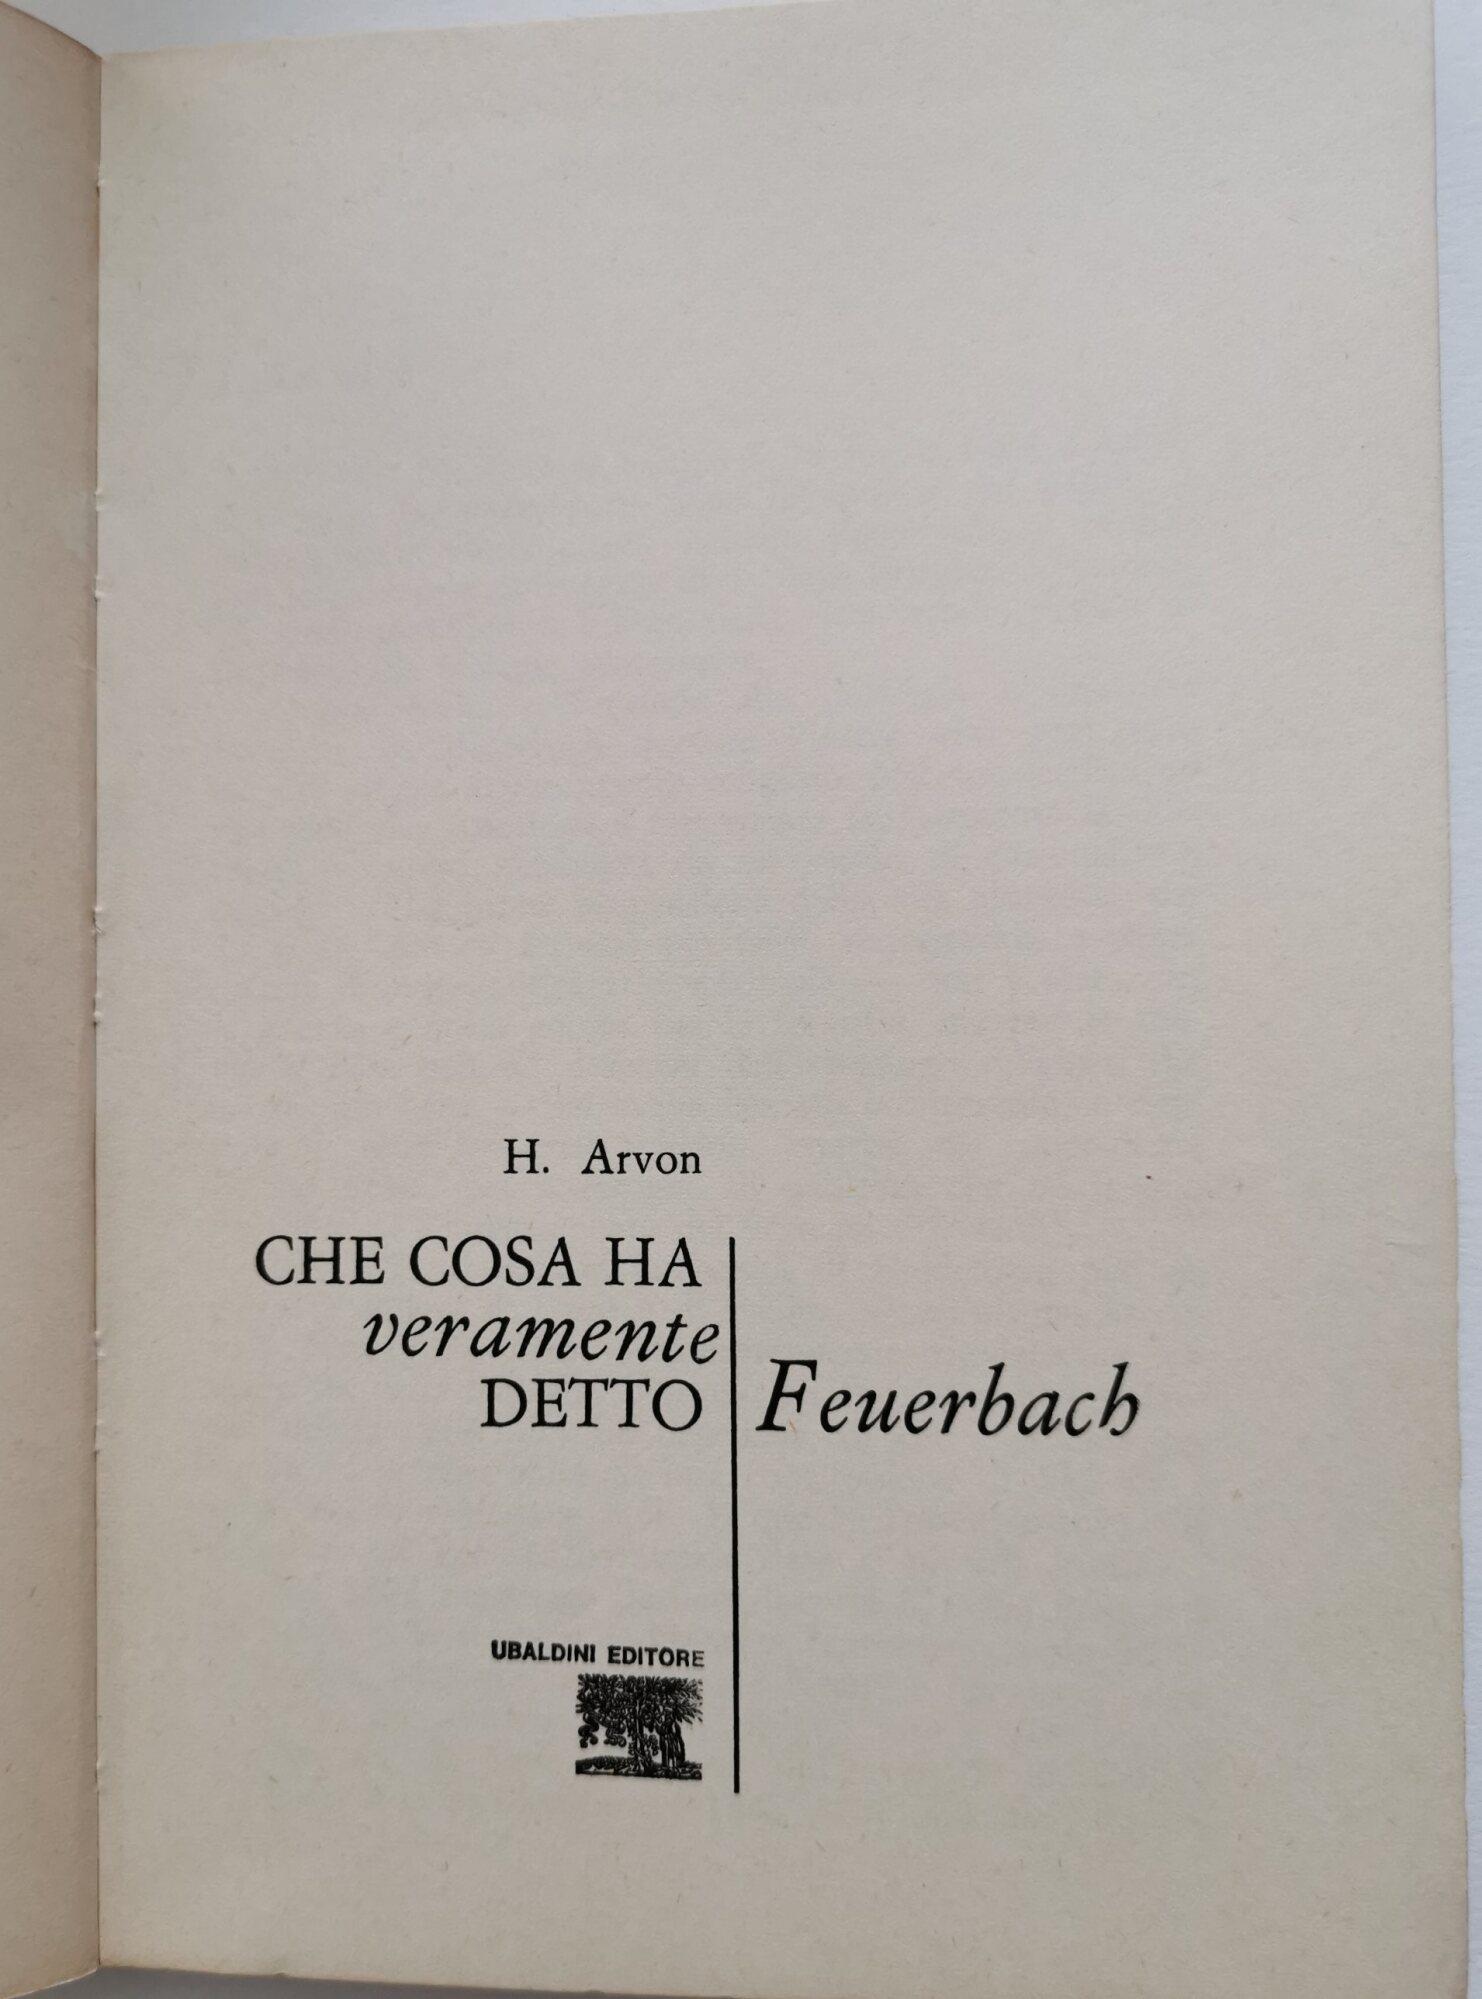 H. Arvon
CHE COSA HA
veramente
DETTO
Feuerbach
UBALDINI EDITORE